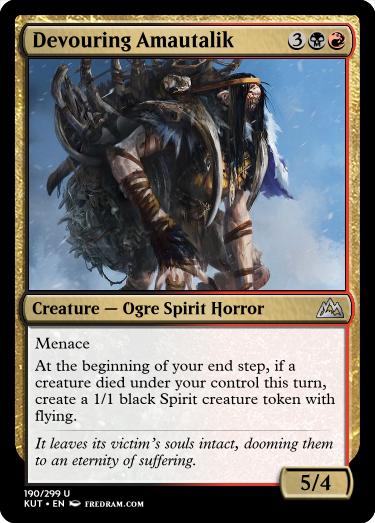 Devouring Amautalik 3
Creature — Ogre Spirit Horror
Menace
At the beginning of your end step, if a
creature died under your control this turn,
create a 1/1 black Spirit creature token with
flying.
It leaves its victim's souls intact, dooming them
to an eternity of suffering.
5/4
190/299 U
KUT • EN FREDRAM.COM